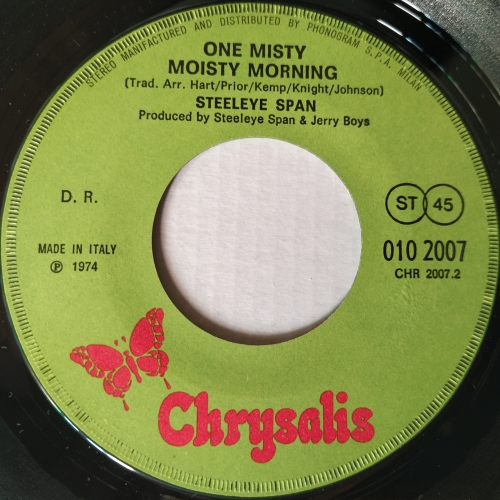 STEREO MANUFACTURED AND DISTRIBUTED BY PHONOGRAM S.P.A. MILAN
ONE MISTY
MOISTY MORNING
(Trad. Arr. Hart/Prior/Kemp/Knight/Johnson)
STEELEYE SPAN
Produced by Steeleye Span & Jerry Boys
D. R.
ST 45
MADE IN ITALY
℗ 1974
010 2007
CHR 2007.2
Chrysalis